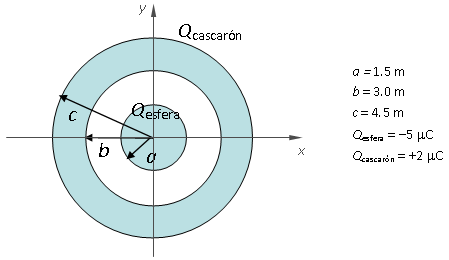 y
Qcascarón
Qesfera
c
b
a
x
a = 1.5 m
b = 3.0 m
c = 4.5 m
Qesfera = −5 μC
Qcascarón = +2 μC